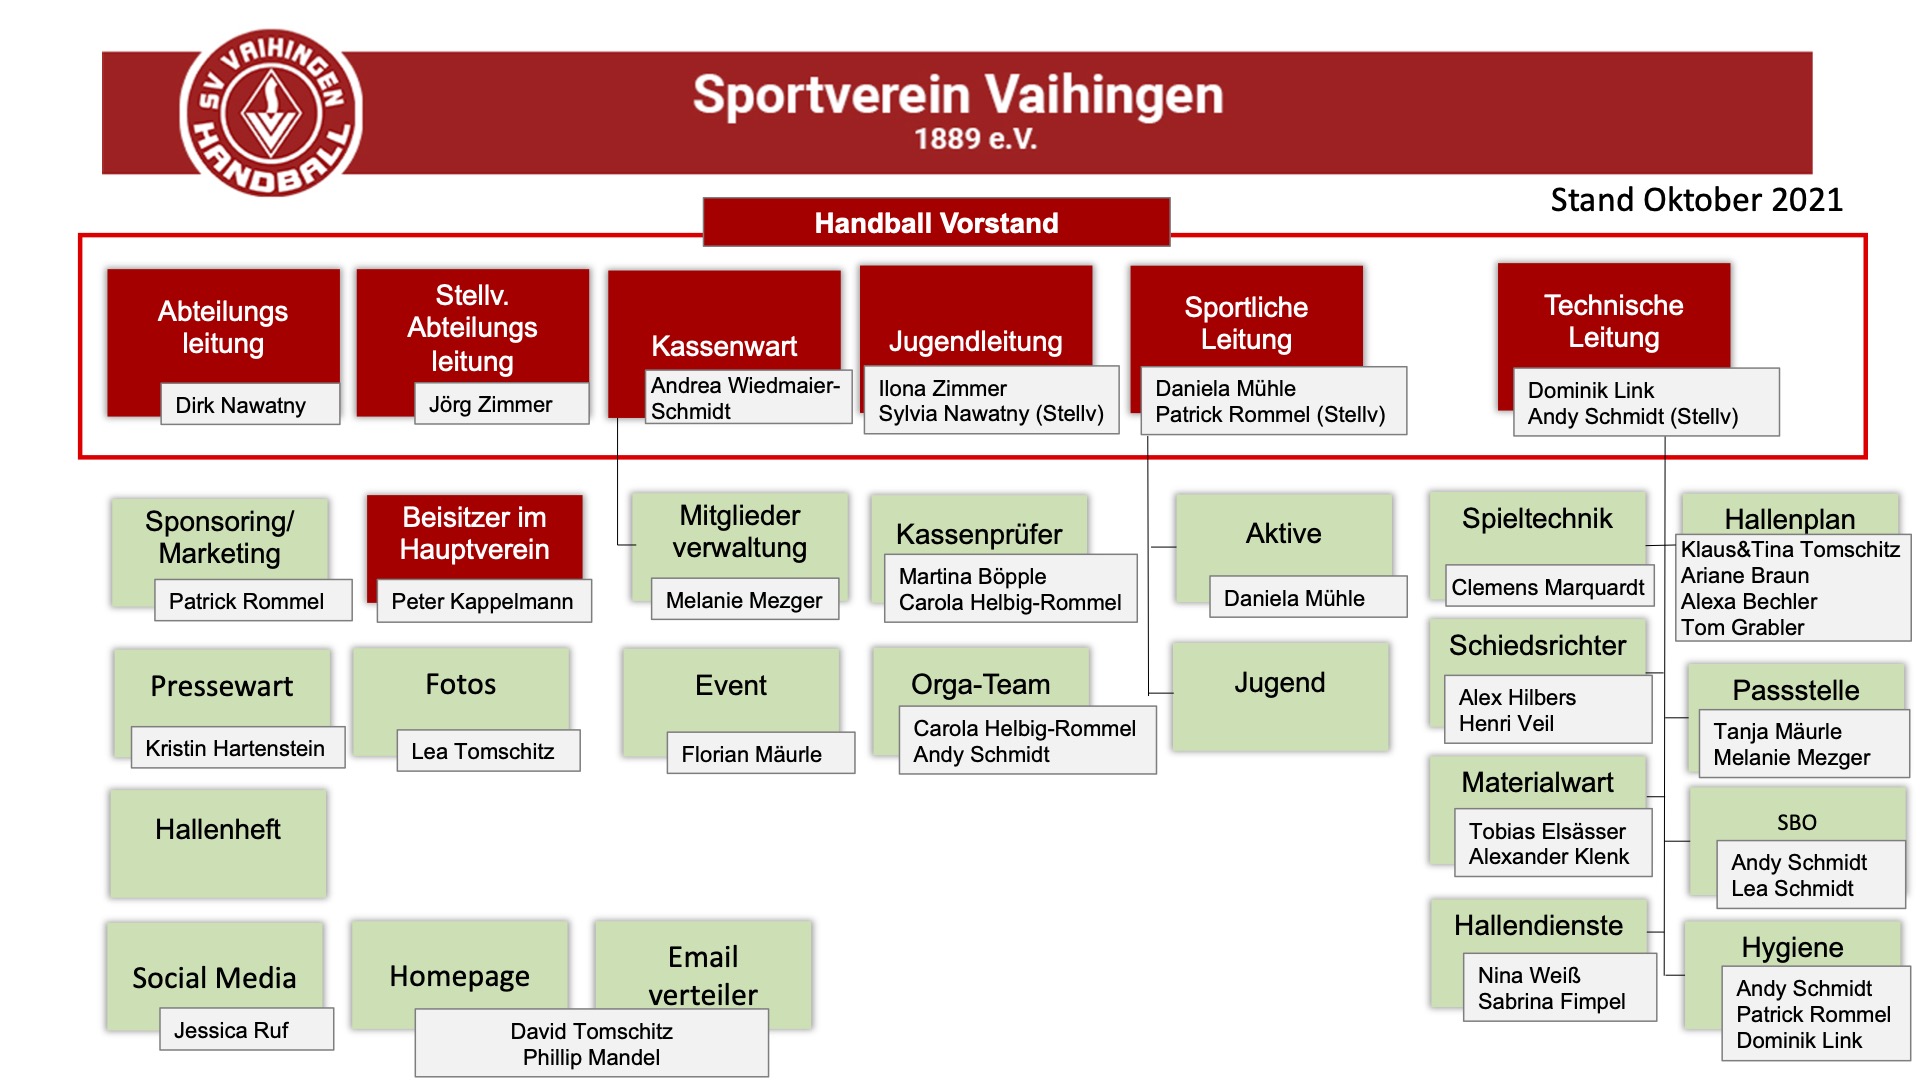 SV VAIHINGEN
HANDBALL
Sportverein Vaihingen
1889 e.V.
Stand Oktober 2021
Handball Vorstand
Abteilungs
leitung
Dirk Nawatny
Stellv.
Abteilungs
leitung
Jörg Zimmer
Kassenwart
Andrea Wiedmaier-
Schmidt
Jugendleitung
Ilona Zimmer
Sylvia Nawatny (Stellv)
Sportliche
Leitung
Daniela Mühle
Patrick Rommel (Stellv)
Technische
Leitung
Dominik Link
Andy Schmidt (Stellv)
Sponsoring/
Marketing
Patrick Rommel
Beisitzer im
Hauptverein
Peter Kappelmann
Mitglieder
verwaltung
Melanie Mezger
Kassenprüfer
Martina Böpple
Carola Helbig-Rommel
Aktive
Daniela Mühle
Spieltechnik
Clemens Marquardt
Hallenplan
Klaus&Tina Tomschitz
Ariane Braun
Alexa Bechler
Tom Grabler
Pressewart
Kristin Hartenstein
Fotos
Lea Tomschitz
Event
Florian Mäurle
Orga-Team
Carola Helbig-Rommel
Andy Schmidt
Jugend
Schiedsrichter
Alex Hilbers
Henri Veil
Passstelle
Tanja Mäurle
Melanie Mezger
Hallenheft
Materialwart
Tobias Elsässer
Alexander Klenk
SBO
Andy Schmidt
Lea Schmidt
Social Media
Jessica Ruf
Homepage
Email
verteiler
David Tomschitz
Phillip Mandel
Hallendienste
Nina Weiß
Sabrina Fimpel
Hygiene
Andy Schmidt
Patrick Rommel
Dominik Link